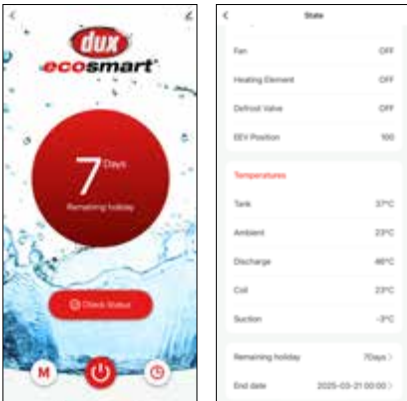 dux
ecosmart
7 Days
Remaining holiday
Check Status
M
State
Fan OFF
Heating Element OFF
Defrost Valve OFF
EEV Position 100
Temperatures
Tank 37°C
Ambient 23°C
Discharge 46°C
Coil 23°C
Suction -3°C
Remaining holiday 7Days >
End date 2025-03-21 00:00 >